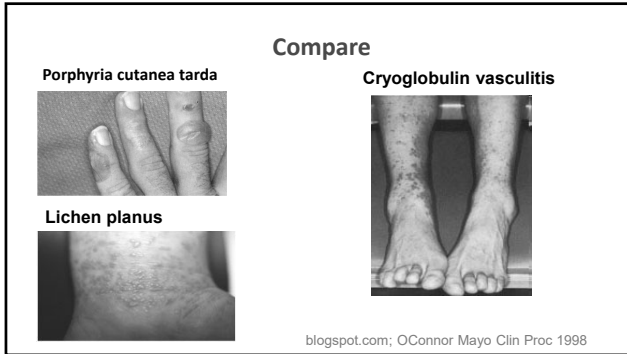 Compare
Porphyria cutanea tarda
Cryoglobulin vasculitis
Lichen planus
blogspot.com; OConnor Mayo Clin Proc 1998